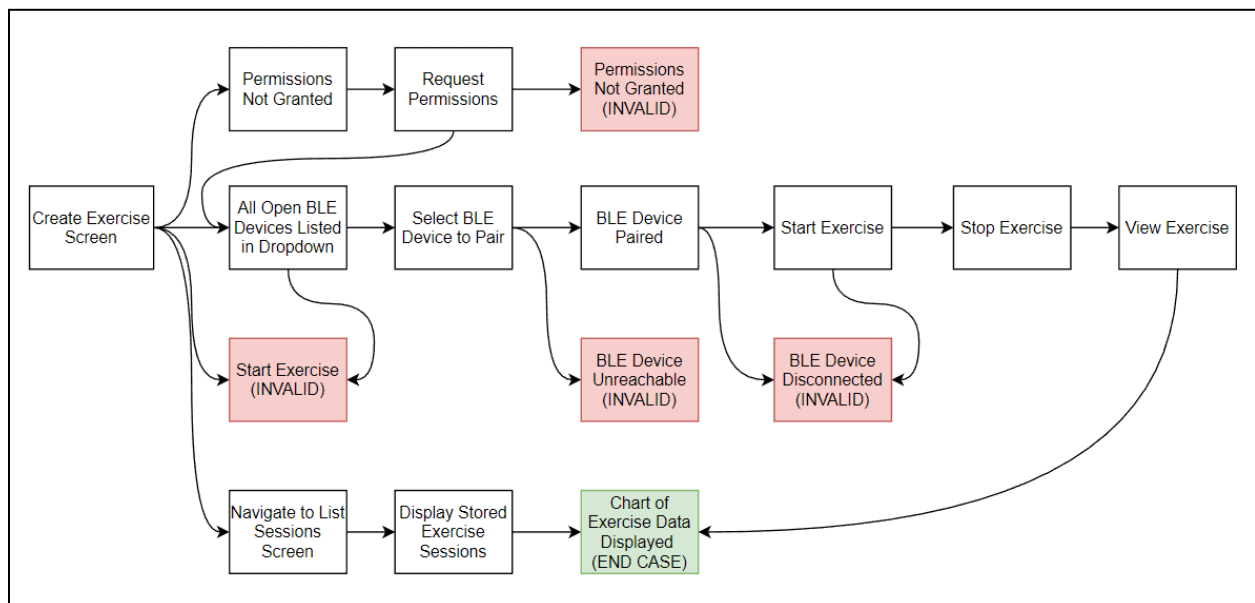 Permissions
Not Granted
Request
Permissions
Permissions
Not Granted
(INVALID)
Create Exercise
Screen
All Open BLE
Devices Listed
in Dropdown
Select BLE
Device to Pair
BLE Device
Paired
Start Exercise
Stop Exercise
View Exercise
Start Exercise
(INVALID)
BLE Device
Unreachable
(INVALID)
BLE Device
Disconnected
(INVALID)
Navigate to List
Sessions
Screen
Display Stored
Exercise
Sessions
Chart of
Exercise Data
Displayed
(END CASE)